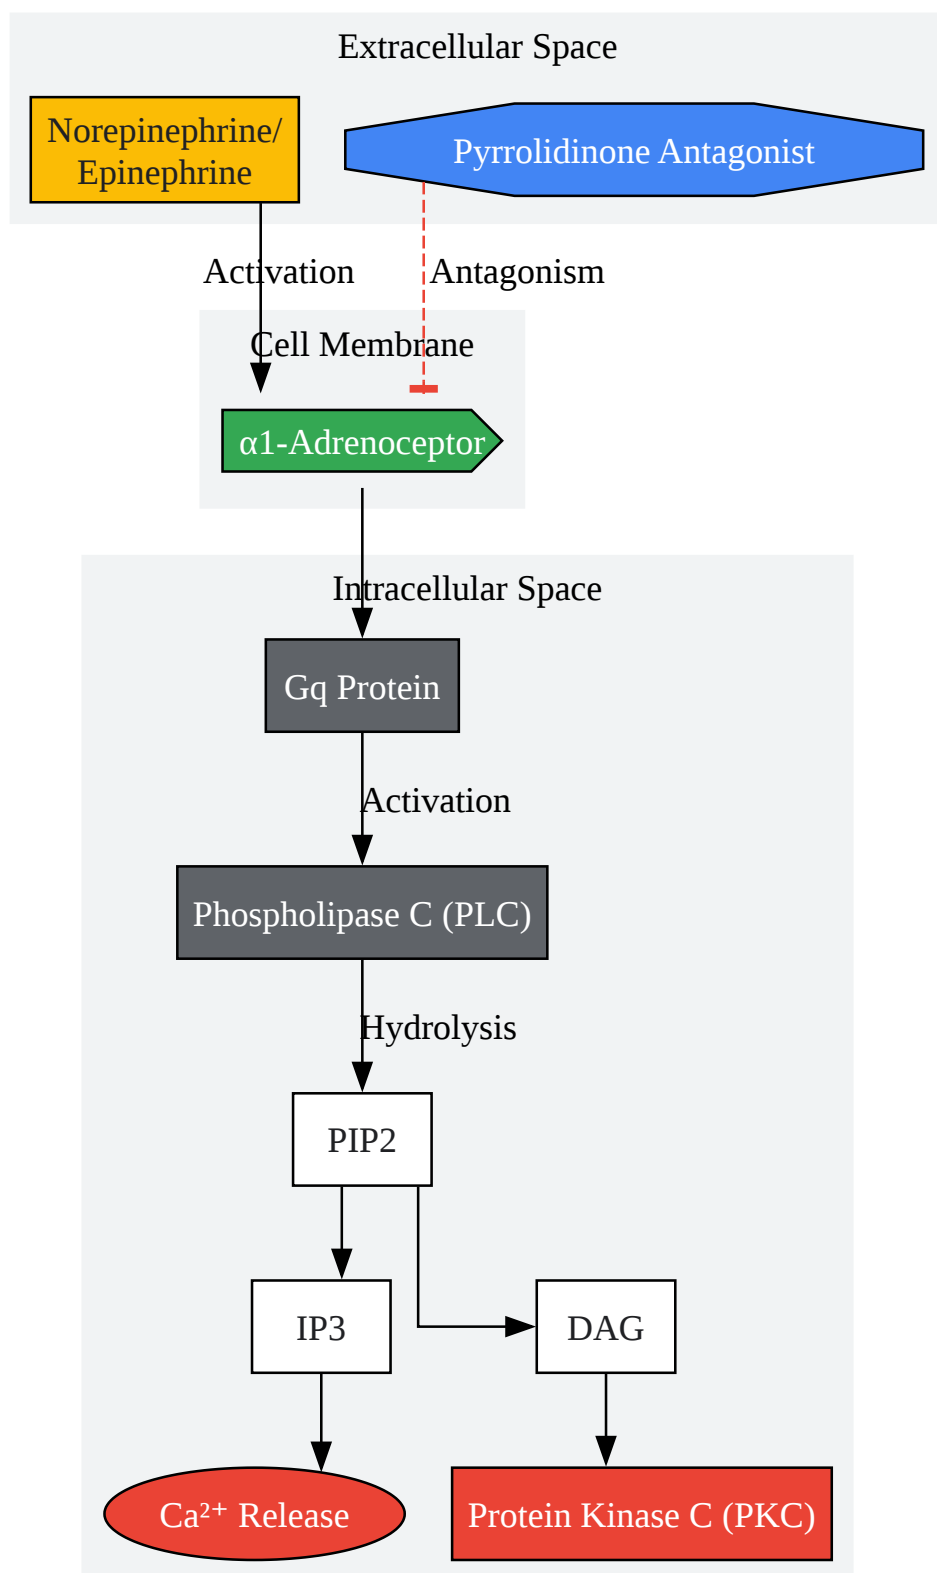 Extracellular Space
Norepinephrine/
Epinephrine
Pyrrolidinone Antagonist
Activation
Antagonism
Cell Membrane
α1-Adrenoceptor
Intracellular Space
Gq Protein
Activation
Phospholipase C (PLC)
Hydrolysis
PIP2
IP3
DAG
Ca²⁺ Release
Protein Kinase C (PKC)